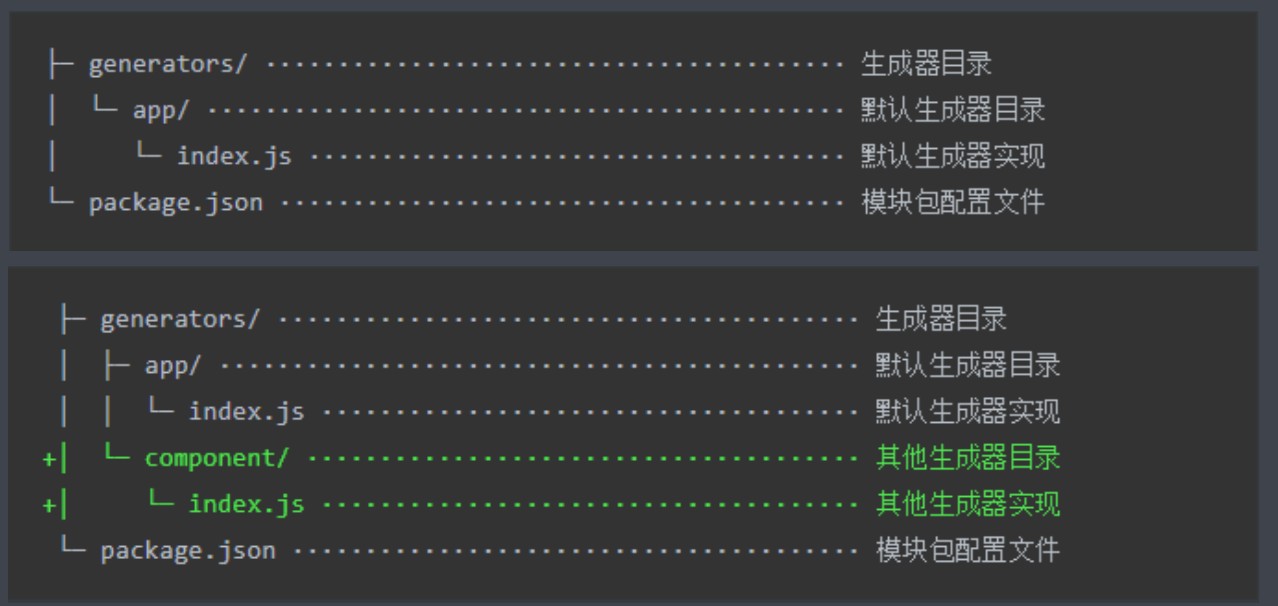 ├─ generators/ ········································ 生成器目录
│  └─ app/ ············································ 默认生成器目录
│     └─ index.js ····································· 默认生成器实现
└─ package.json ······································· 模块包配置文件
├─ generators/ ········································ 生成器目录
│  ├─ app/ ············································ 默认生成器目录
│  │  └─ index.js ····································· 默认生成器实现
+│  └─ component/ ······································ 其他生成器目录
+│     └─ index.js ····································· 其他生成器实现
└─ package.json ······································· 模块包配置文件